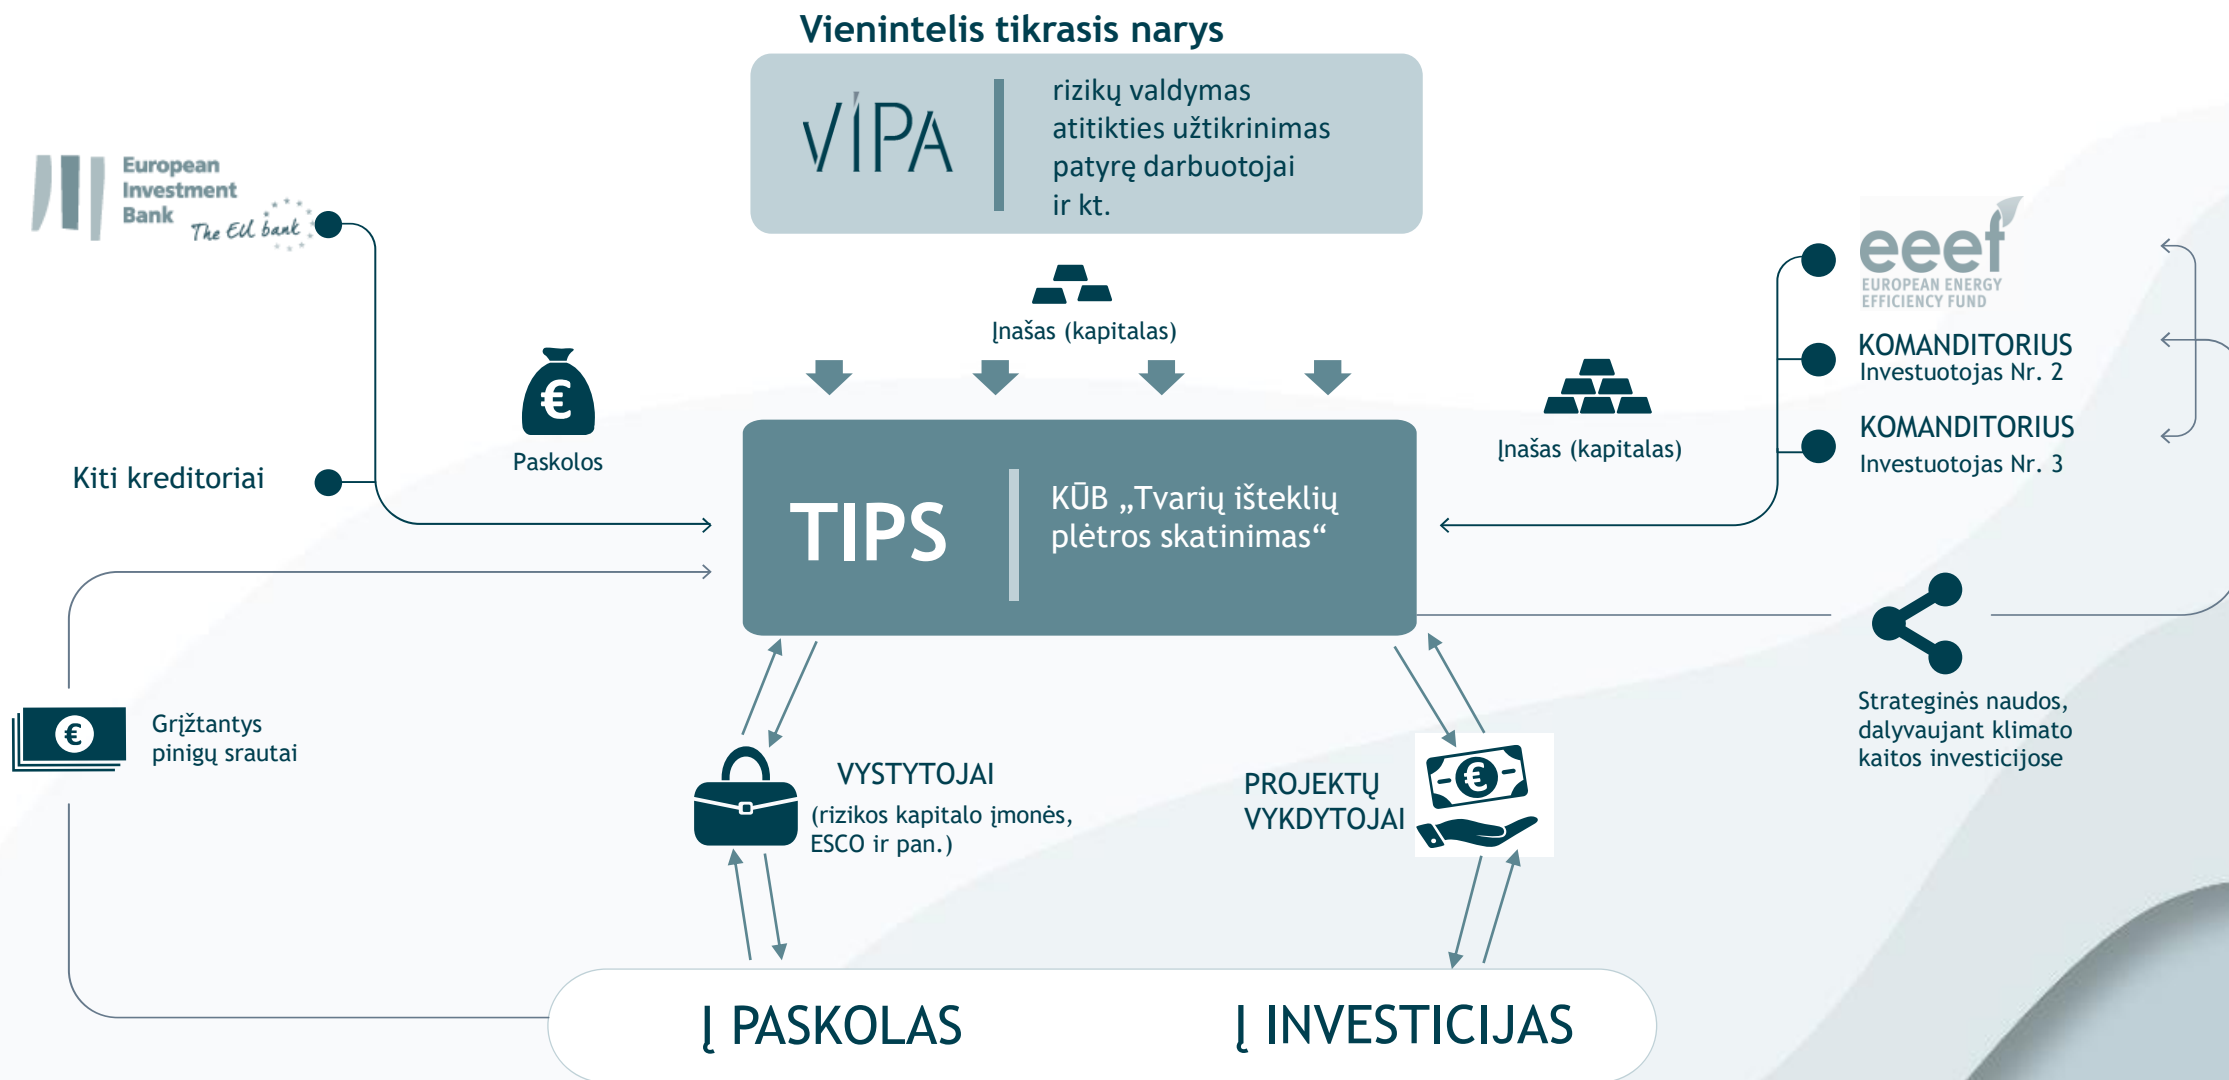 Vienintelis tikrasis narys
VIPA
rizikų valdymas
atitikties užtikrinimas
patyrę darbuotojai
ir kt.
European
Investment
Bank
The EU bank
eeef
EUROPEAN ENERGY
EFFICIENCY FUND
Įnašas (kapitalas)
KOMANDITORIUS
Investuotojas Nr. 2
KOMANDITORIUS
Investuotojas Nr. 3
€
Paskolos
Įnašas (kapitalas)
Kiti kreditoriai
TIPS
KŪB „Tvarių išteklių
plėtros skatinimas“
€
Grįžtantys
pinigų srautai
Strateginės naudos,
dalyvaujant klimato
kaitos investicijose
VYSTYTOJAI
(rizikos kapitalo įmonės,
ESCO ir pan.)
PROJEKTŲ
VYKDYTOJAI
€
Į PASKOLAS
Į INVESTICIJAS